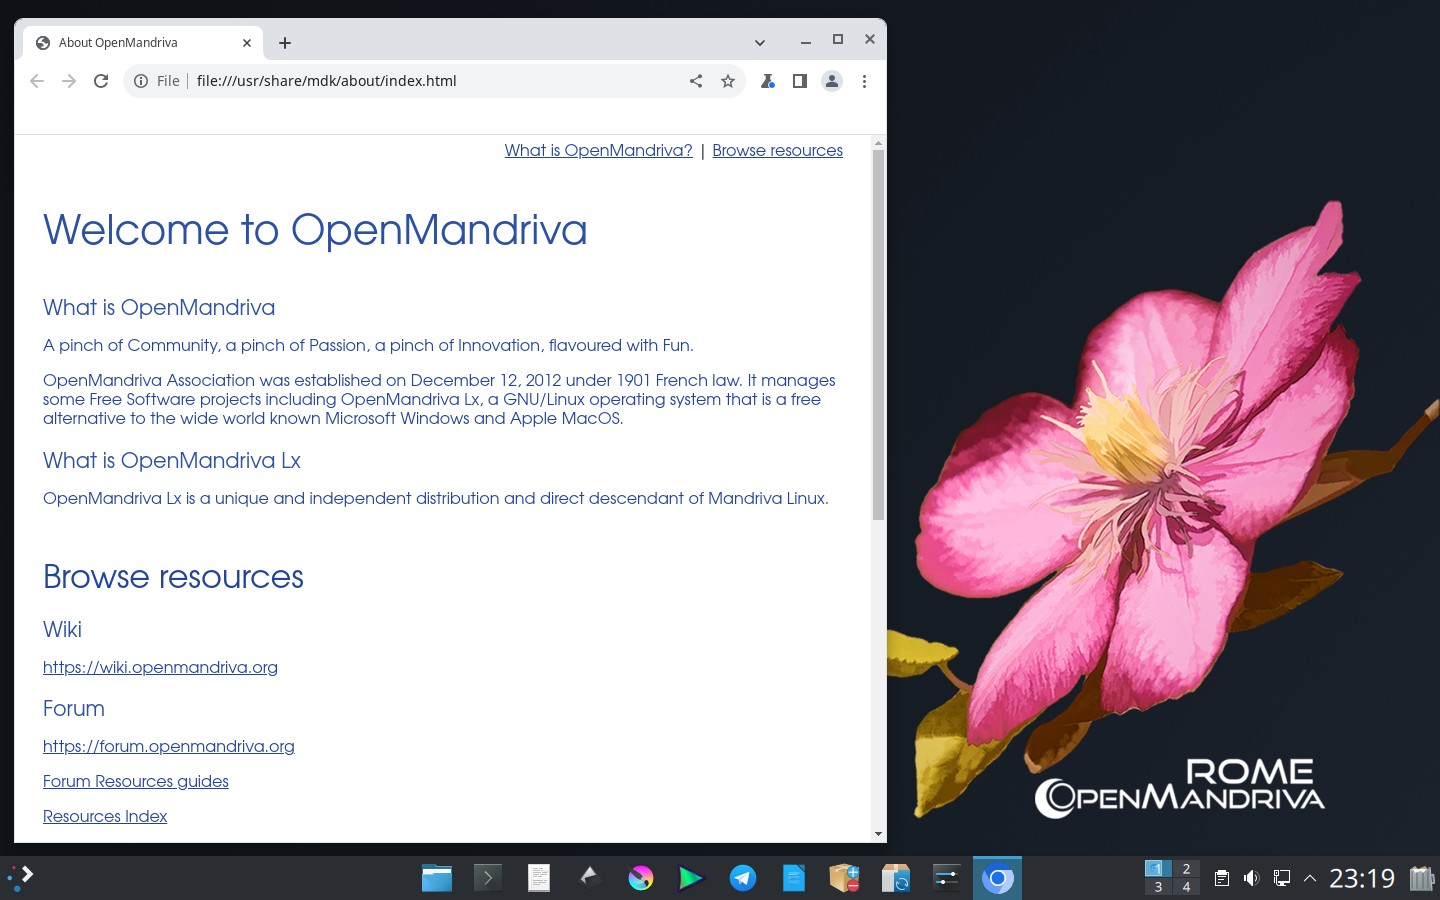 About OpenMandriva
File
file:///usr/share/mdk/about/index.html
What is OpenMandriva? | Browse resources
Welcome to OpenMandriva
What is OpenMandriva
A pinch of Community, a pinch of Passion, a pinch of Innovation, flavoured with Fun.
OpenMandriva Association was established on December 12, 2012 under 1901 French law. It manages
some Free Software projects including OpenMandriva Lx, a GNU/Linux operating system that is a free
alternative to the wide world known Microsoft Windows and Apple MacOS.
What is OpenMandriva Lx
OpenMandriva Lx is a unique and independent distribution and direct descendant of Mandriva Linux.
Browse resources
Wiki
https://wiki.openmandriva.org
Forum
https://forum.openmandriva.org
Forum Resources guides
Resources Index
ROME
OPENMANDRIVA
1 2
3 4
23:19